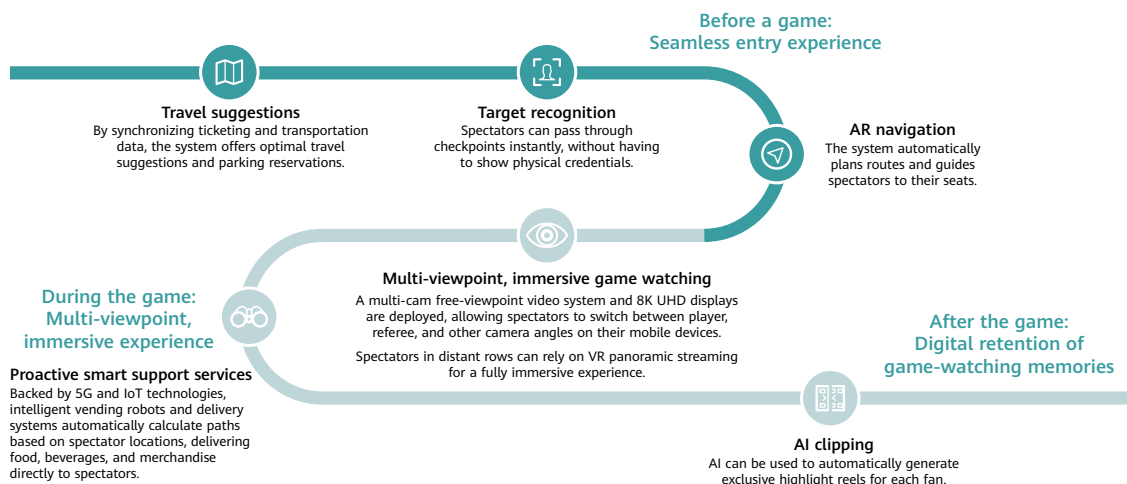 Before a game:
Seamless entry experience
Travel suggestions
By synchronizing ticketing and transportation
data, the system offers optimal travel
suggestions and parking reservations.
Target recognition
Spectators can pass through
checkpoints instantly, without having
to show physical credentials.
AR navigation
The system automatically
plans routes and guides
spectators to their seats.
Multi-viewpoint, immersive game watching
A multi-cam free-viewpoint video system and 8K UHD displays
are deployed, allowing spectators to switch between player,
referee, and other camera angles on their mobile devices.
Spectators in distant rows can rely on VR panoramic streaming
for a fully immersive experience.
During the game:
Multi-viewpoint,
immersive experience
Proactive smart support services
Backed by 5G and IoT technologies,
intelligent vending robots and delivery
systems automatically calculate paths
based on spectator locations, delivering
food, beverages, and merchandise
directly to spectators.
After the game:
Digital retention of
game-watching memories
AI clipping
AI can be used to automatically generate
exclusive highlight reels for each fan.